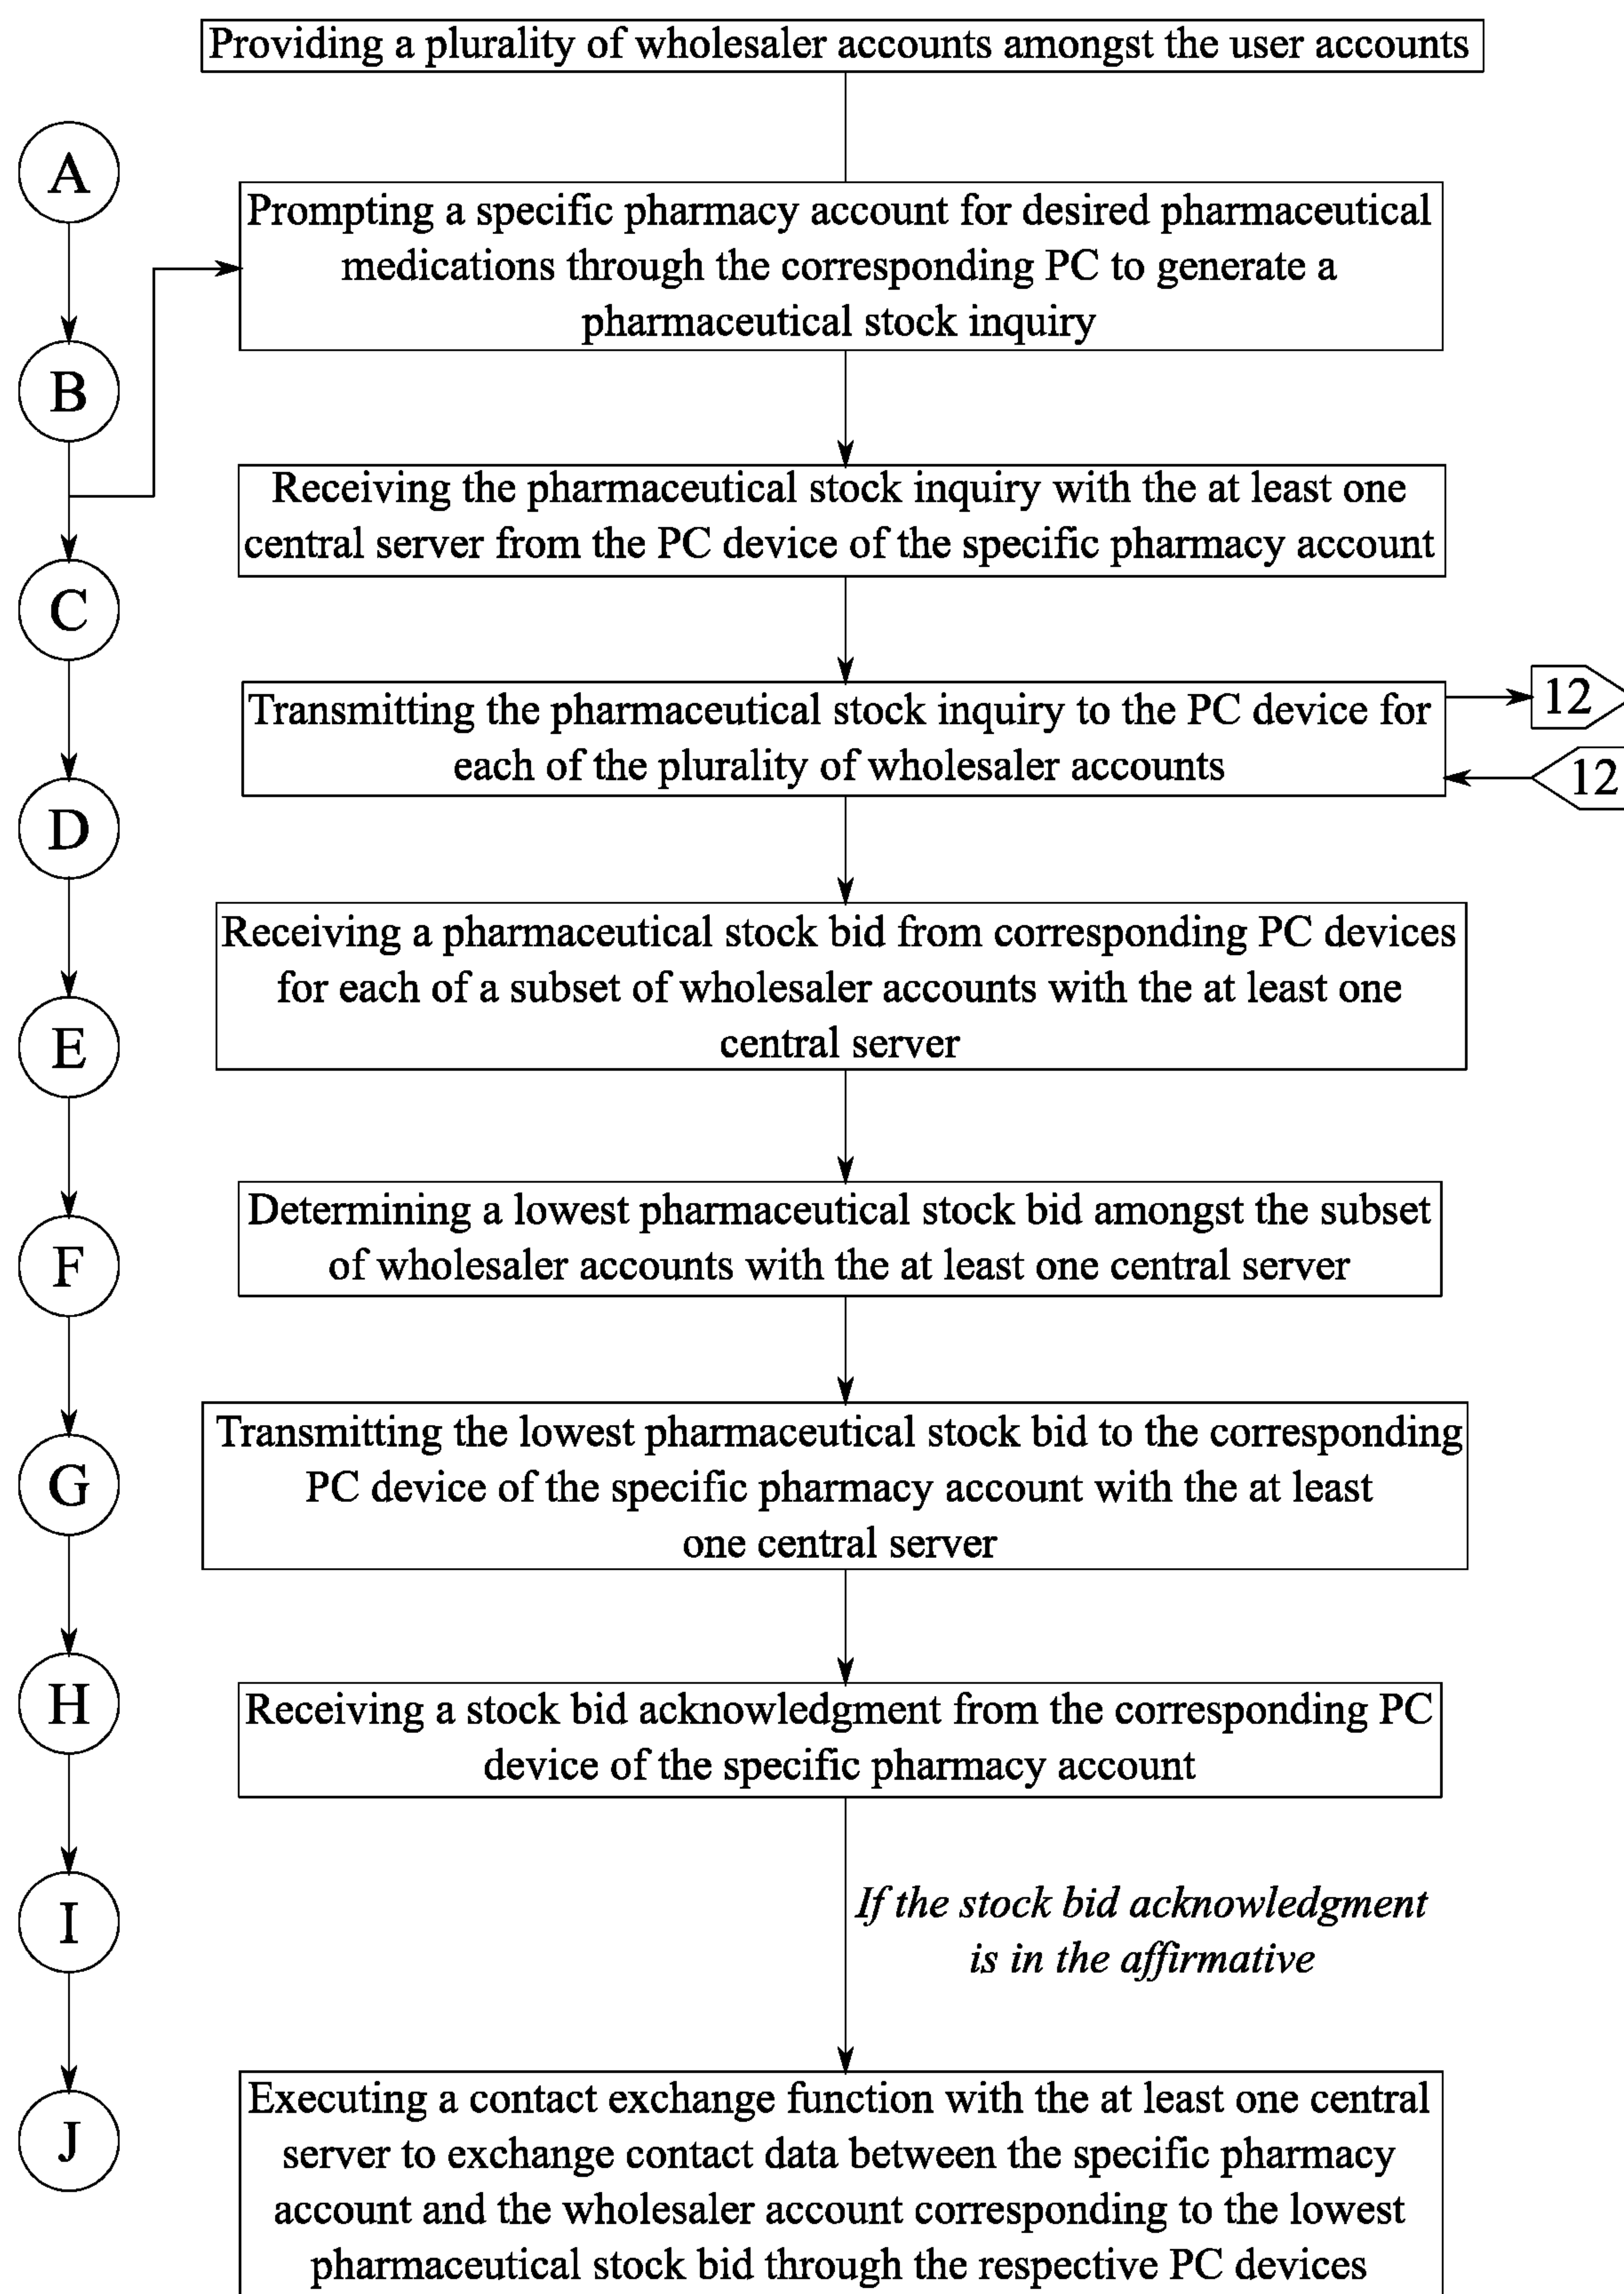 Providing a plurality of wholesaler accounts amongst the user accounts
A
Prompting a specific pharmacy account for desired pharmaceutical
medications through the corresponding PC to generate a
pharmaceutical stock inquiry
B
Receiving the pharmaceutical stock inquiry with the at least one
central server from the PC device of the specific pharmacy account
C
Transmitting the pharmaceutical stock inquiry to the PC device for
each of the plurality of wholesaler accounts
12
12
D
Receiving a pharmaceutical stock bid from corresponding PC devices
for each of a subset of wholesaler accounts with the at least one
central server
E
Determining a lowest pharmaceutical stock bid amongst the subset
of wholesaler accounts with the at least one central server
F
Transmitting the lowest pharmaceutical stock bid to the corresponding
PC device of the specific pharmacy account with the at least
one central server
G
Receiving a stock bid acknowledgment from the corresponding PC
device of the specific pharmacy account
H
If the stock bid acknowledgment
is in the affirmative
I
Executing a contact exchange function with the at least one central
server to exchange contact data between the specific pharmacy
account and the wholesaler account corresponding to the lowest
pharmaceutical stock bid through the respective PC devices
J